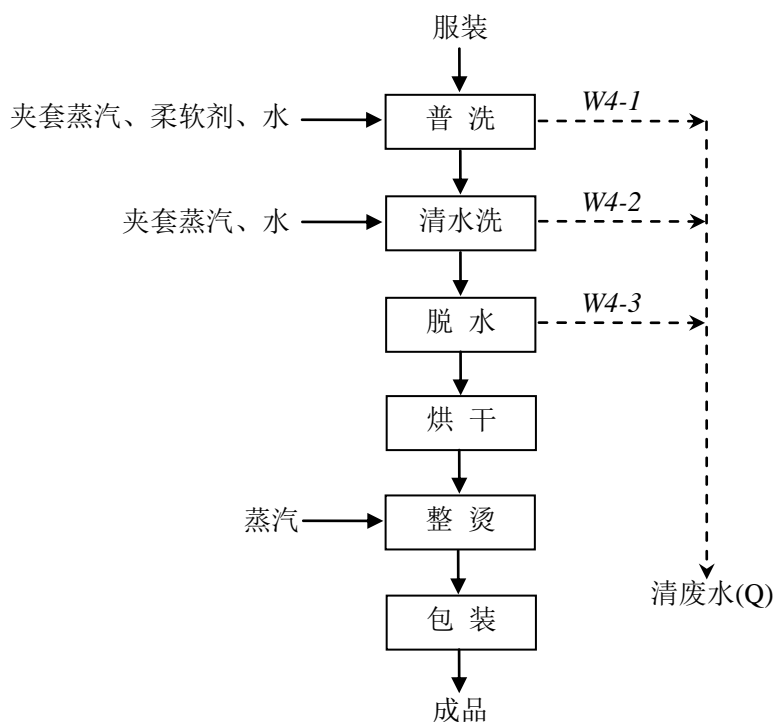 服装
夹套蒸汽、柔软剂、水
普 洗
W4-1
夹套蒸汽、水
清水洗
W4-2
脱 水
W4-3
烘 干
蒸汽
整 烫
清废水(Q)
包 装
成品